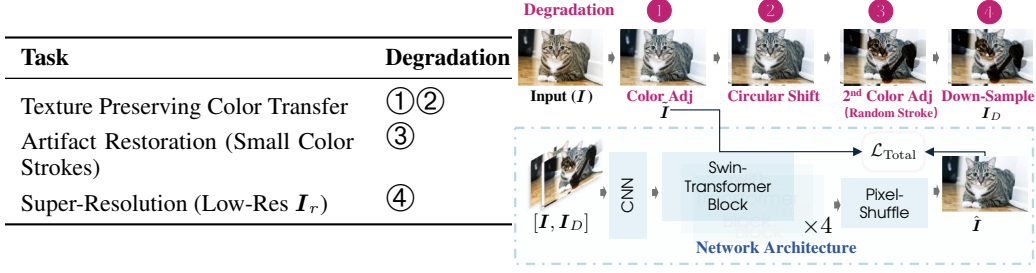 Task Degradation
Texture Preserving Color Transfer ①②
Artifact Restoration (Small Color ③
Strokes)
Super-Resolution (Low-Res I_r) ④
Degradation ① ② ③ ④
Input (I) Color Adj Circular Shift 2nd Color Adj Down-Sample
Ĩ (Random Stroke) I_D
L_Total
CNN
Swin-
Transformer
Block
×4
Pixel-
Shuffle
[I, I_D]
Î
Network Architecture